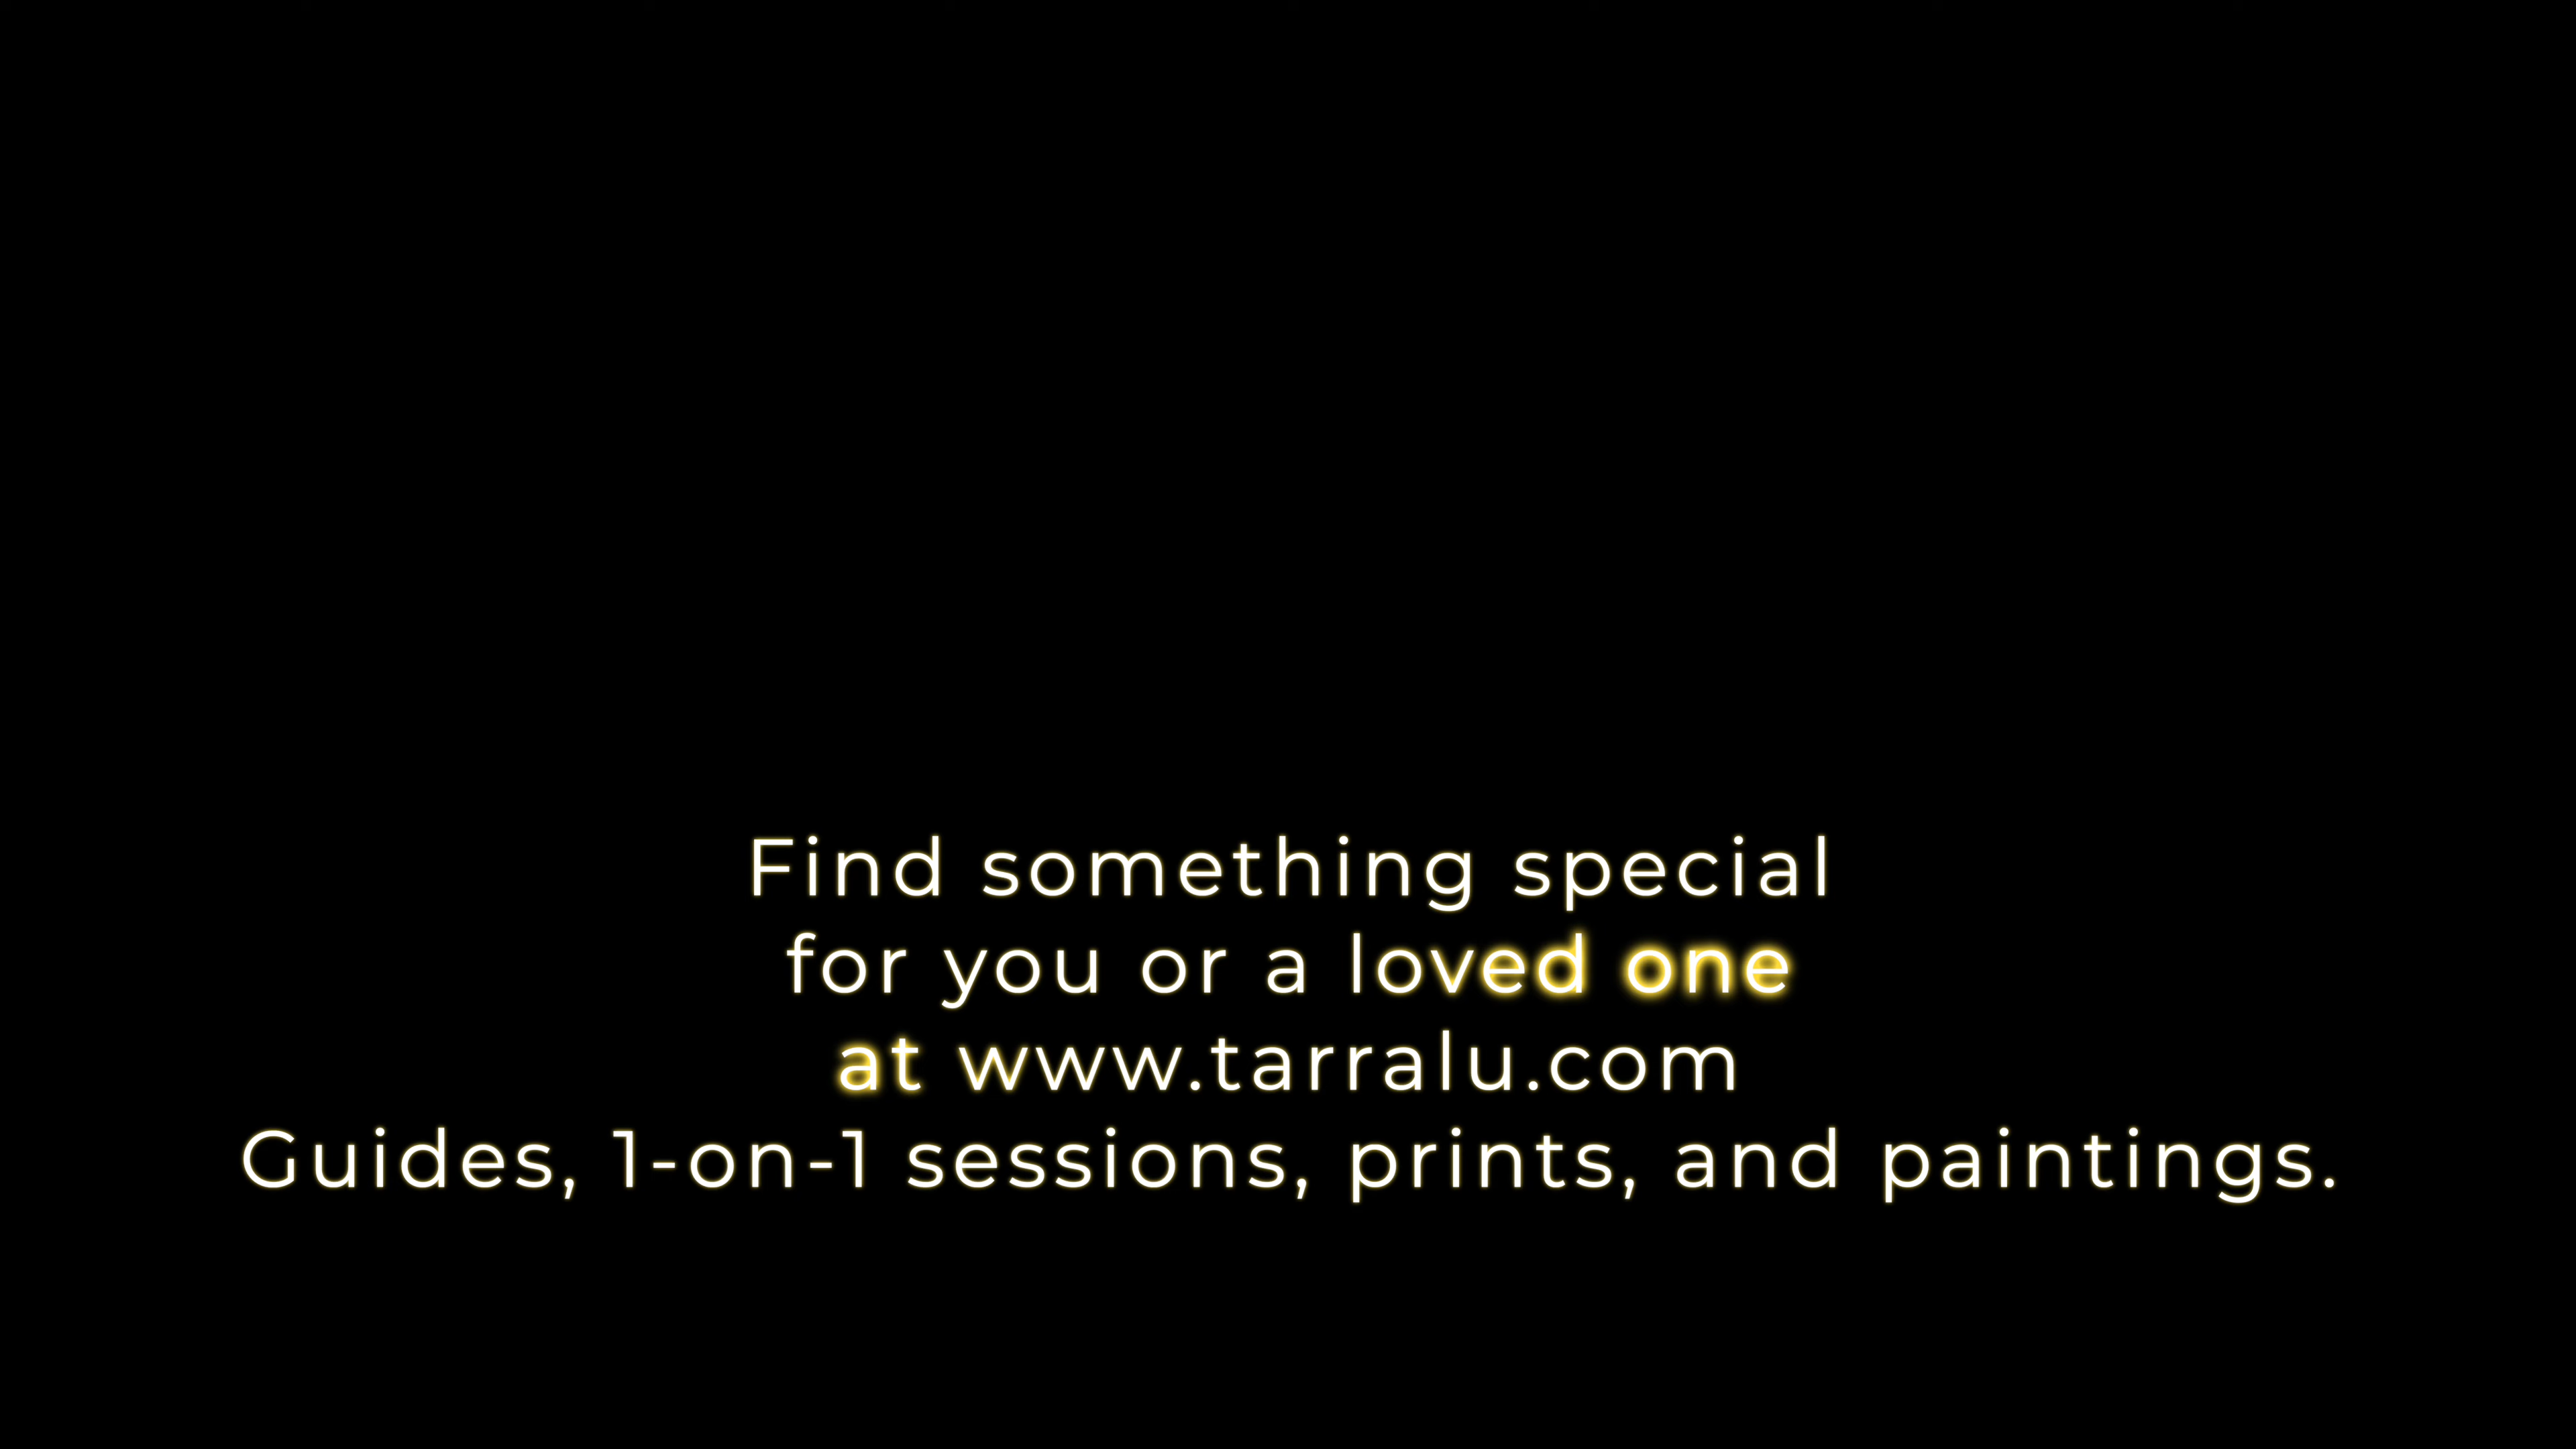 Find something special
for you or a loved one
at www.tarralu.com
Guides, 1-on-1 sessions, prints, and paintings.